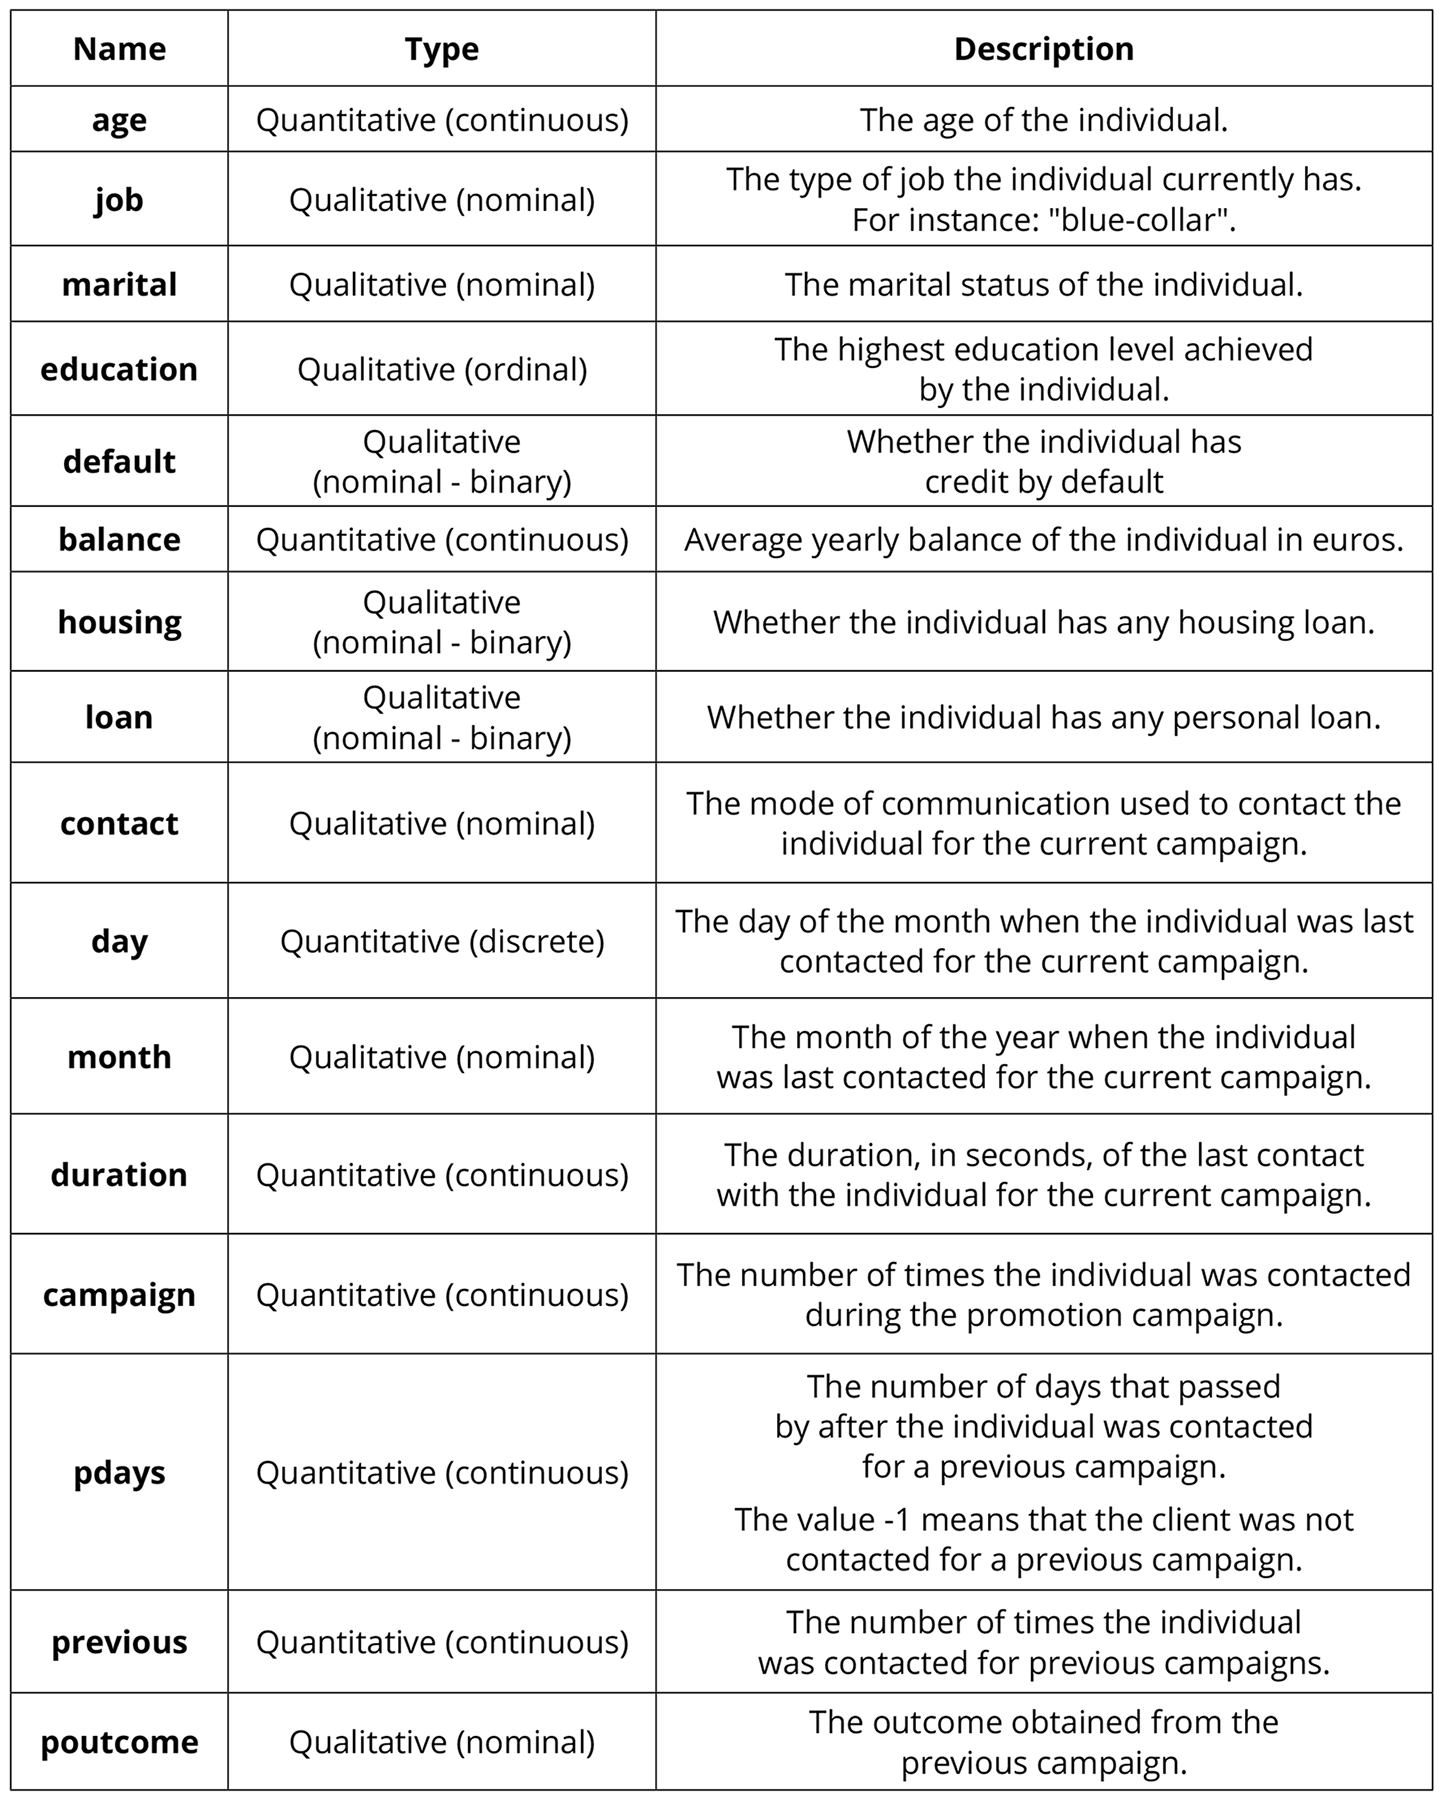 Name Type Description
age Quantitative (continuous) The age of the individual.
job Qualitative (nominal) The type of job the individual currently has.
For instance: "blue-collar".
marital Qualitative (nominal) The marital status of the individual.
education Qualitative (ordinal) The highest education level achieved
by the individual.
default Qualitative
(nominal - binary) Whether the individual has
credit by default
balance Quantitative (continuous) Average yearly balance of the individual in euros.
housing Qualitative
(nominal - binary) Whether the individual has any housing loan.
loan Qualitative
(nominal - binary) Whether the individual has any personal loan.
contact Qualitative (nominal) The mode of communication used to contact the
individual for the current campaign.
day Quantitative (discrete) The day of the month when the individual was last
contacted for the current campaign.
month Qualitative (nominal) The month of the year when the individual
was last contacted for the current campaign.
duration Quantitative (continuous) The duration, in seconds, of the last contact
with the individual for the current campaign.
campaign Quantitative (continuous) The number of times the individual was contacted
during the promotion campaign.
pdays Quantitative (continuous) The number of days that passed
by after the individual was contacted
for a previous campaign.
The value -1 means that the client was not
contacted for a previous campaign.
previous Quantitative (continuous) The number of times the individual
was contacted for previous campaigns.
poutcome Qualitative (nominal) The outcome obtained from the
previous campaign.